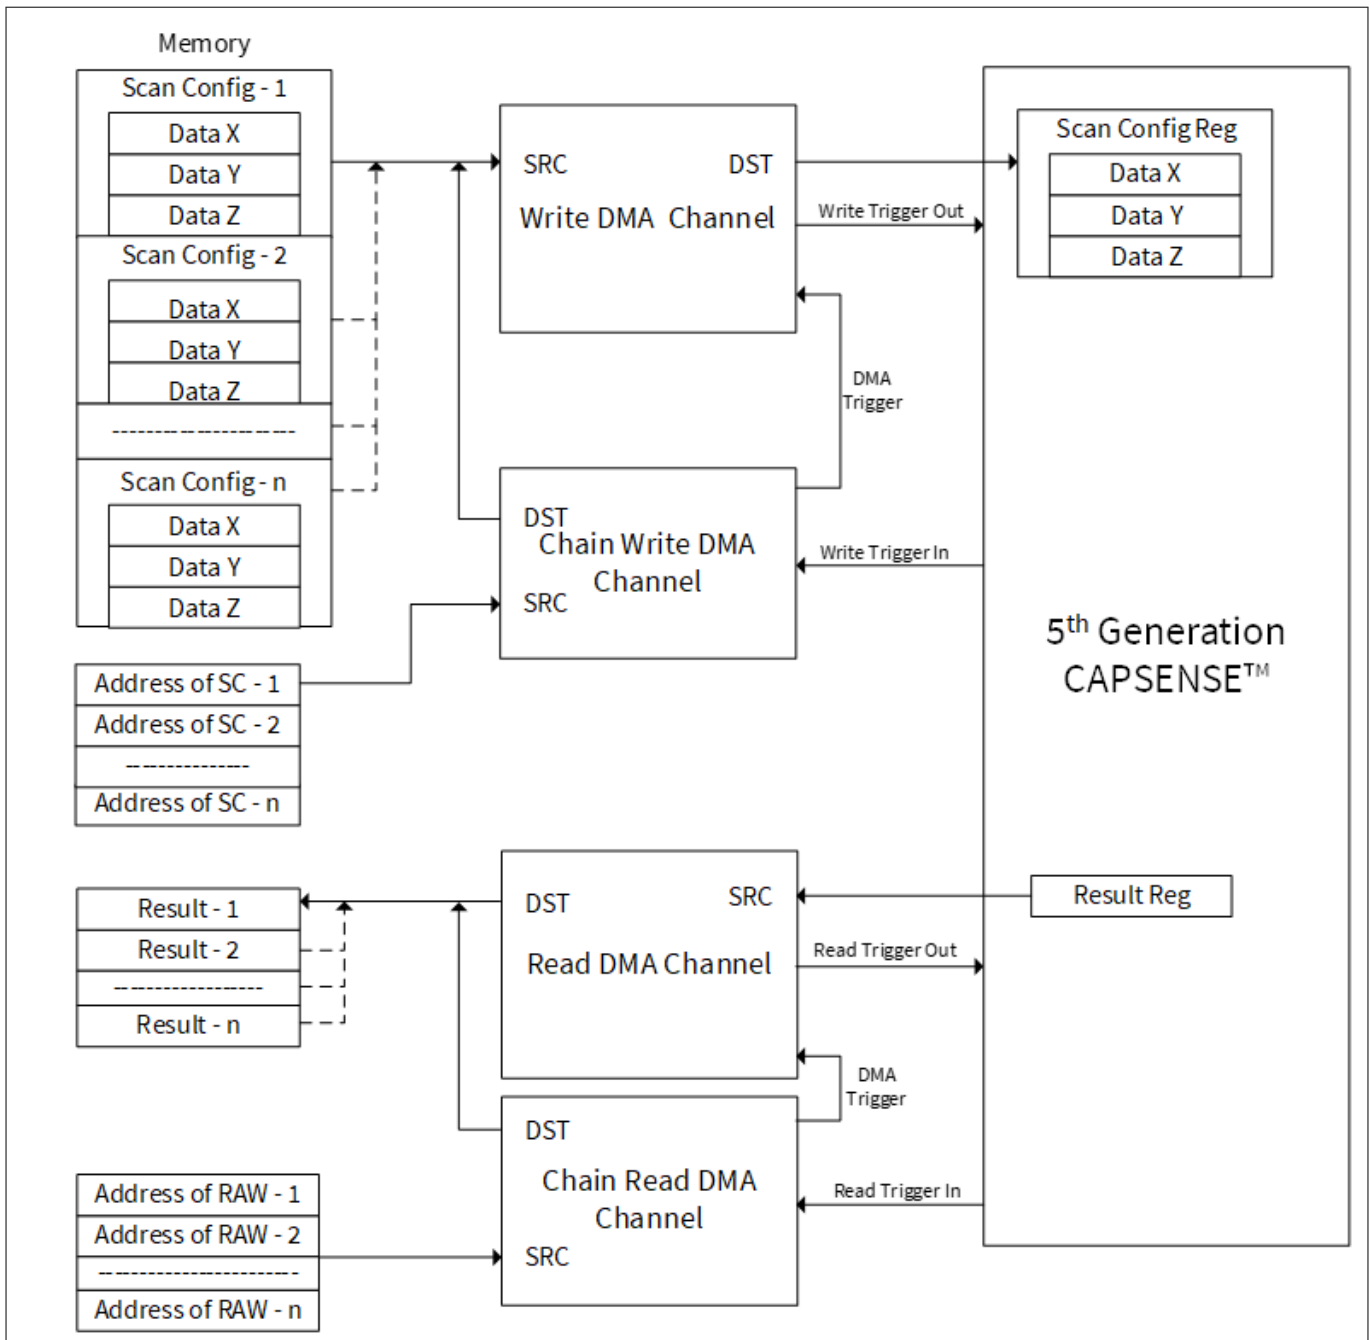 Memory
Scan Config - 1
Data X
Data Y
Data Z
Scan Config - 2
Data X
Data Y
Data Z
----------------------
Scan Config - n
Data X
Data Y
Data Z
Address of SC - 1
Address of SC - 2
---------------
Address of SC - n
Result - 1
Result - 2
------------------
Result - n
Address of RAW - 1
Address of RAW - 2
------------------------
Address of RAW - n
SRC DST
Write DMA Channel
DMA
Trigger
DST
Chain Write DMA
Channel
SRC
DST SRC
Read DMA Channel
DMA
Trigger
DST
Chain Read DMA
Channel
SRC
Write Trigger Out
Write Trigger In
Read Trigger Out
Read Trigger In
Scan Config Reg
Data X
Data Y
Data Z
5th Generation
CAPSENSE™
Result Reg